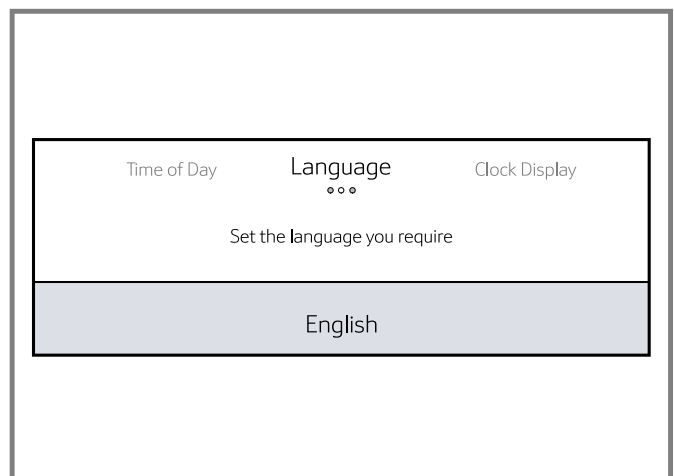 Time of Day Language Clock Display
Set the language you require
English